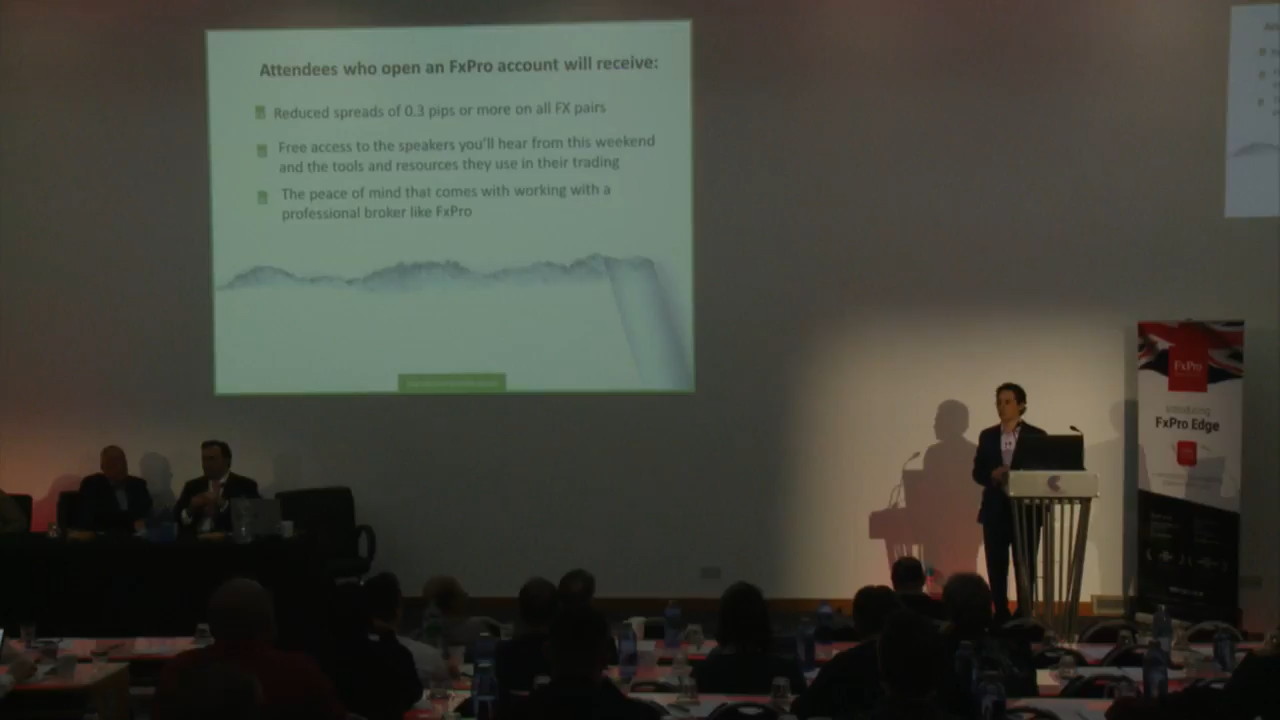 Attendees who open an FxPro account will receive:
Reduced spreads of 0.3 pips or more on all FX pairs
Free access to the speakers you'll hear from this weekend
and the tools and resources they use in their trading
The peace of mind that comes with working with a
professional broker like FxPro
FxPro
Introducing
FxPro Edge